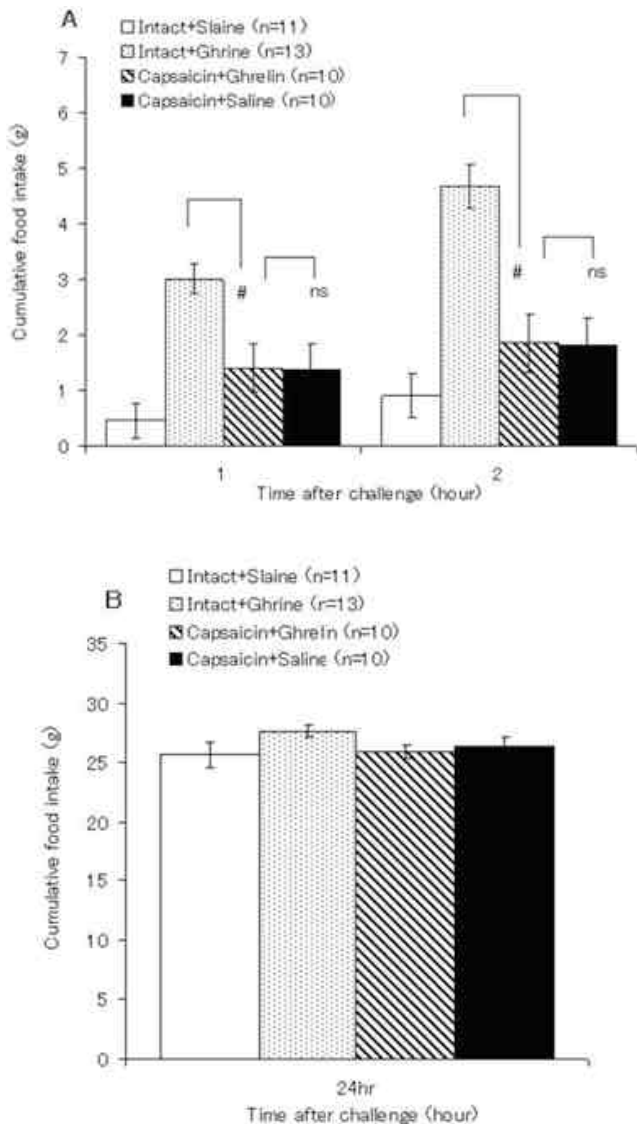 A
Intact+Slaine (n=11)
Intact+Ghrine (n=13)
Capsaicin+Ghrelin (n=10)
Capsaicin+Saline (n=10)
Cumulative food intake (g)
7
6
5
4
3
2
1
0
#
ns
#
ns
1
2
Time after challenge (hour)
B
Intact+Slaine (n=11)
Intact+Ghrine (n=13)
Capsaicin+Ghrelin (n=10)
Capsaicin+Saline (n=10)
Cumulative food intake (g)
35
30
25
20
15
10
5
0
24hr
Time after challenge (hour)